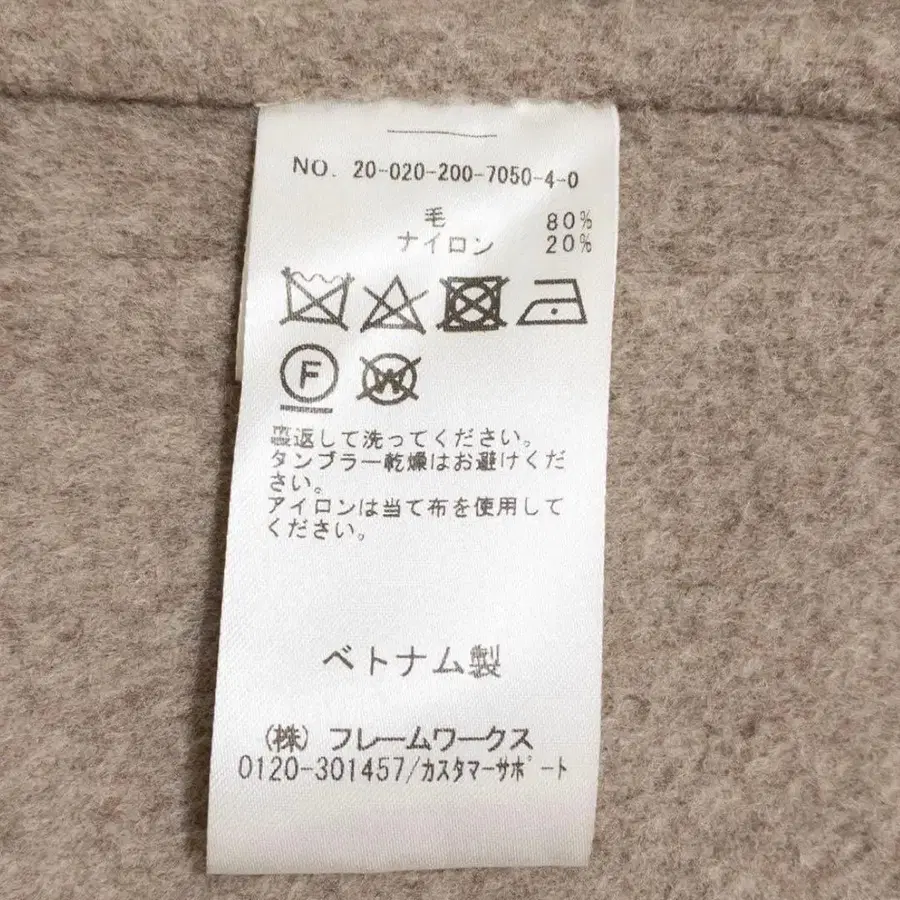 NO. 20-020-200-7050-4-0
毛 80%
ナイロン 20%
F
W
裏返して洗ってください。
タンブラー乾燥はお避けくだ
さい。
アイロンは当て布を使用して
ください。
ベトナム製
(株) フレームワークス
0120-301457/カスタマーサポート